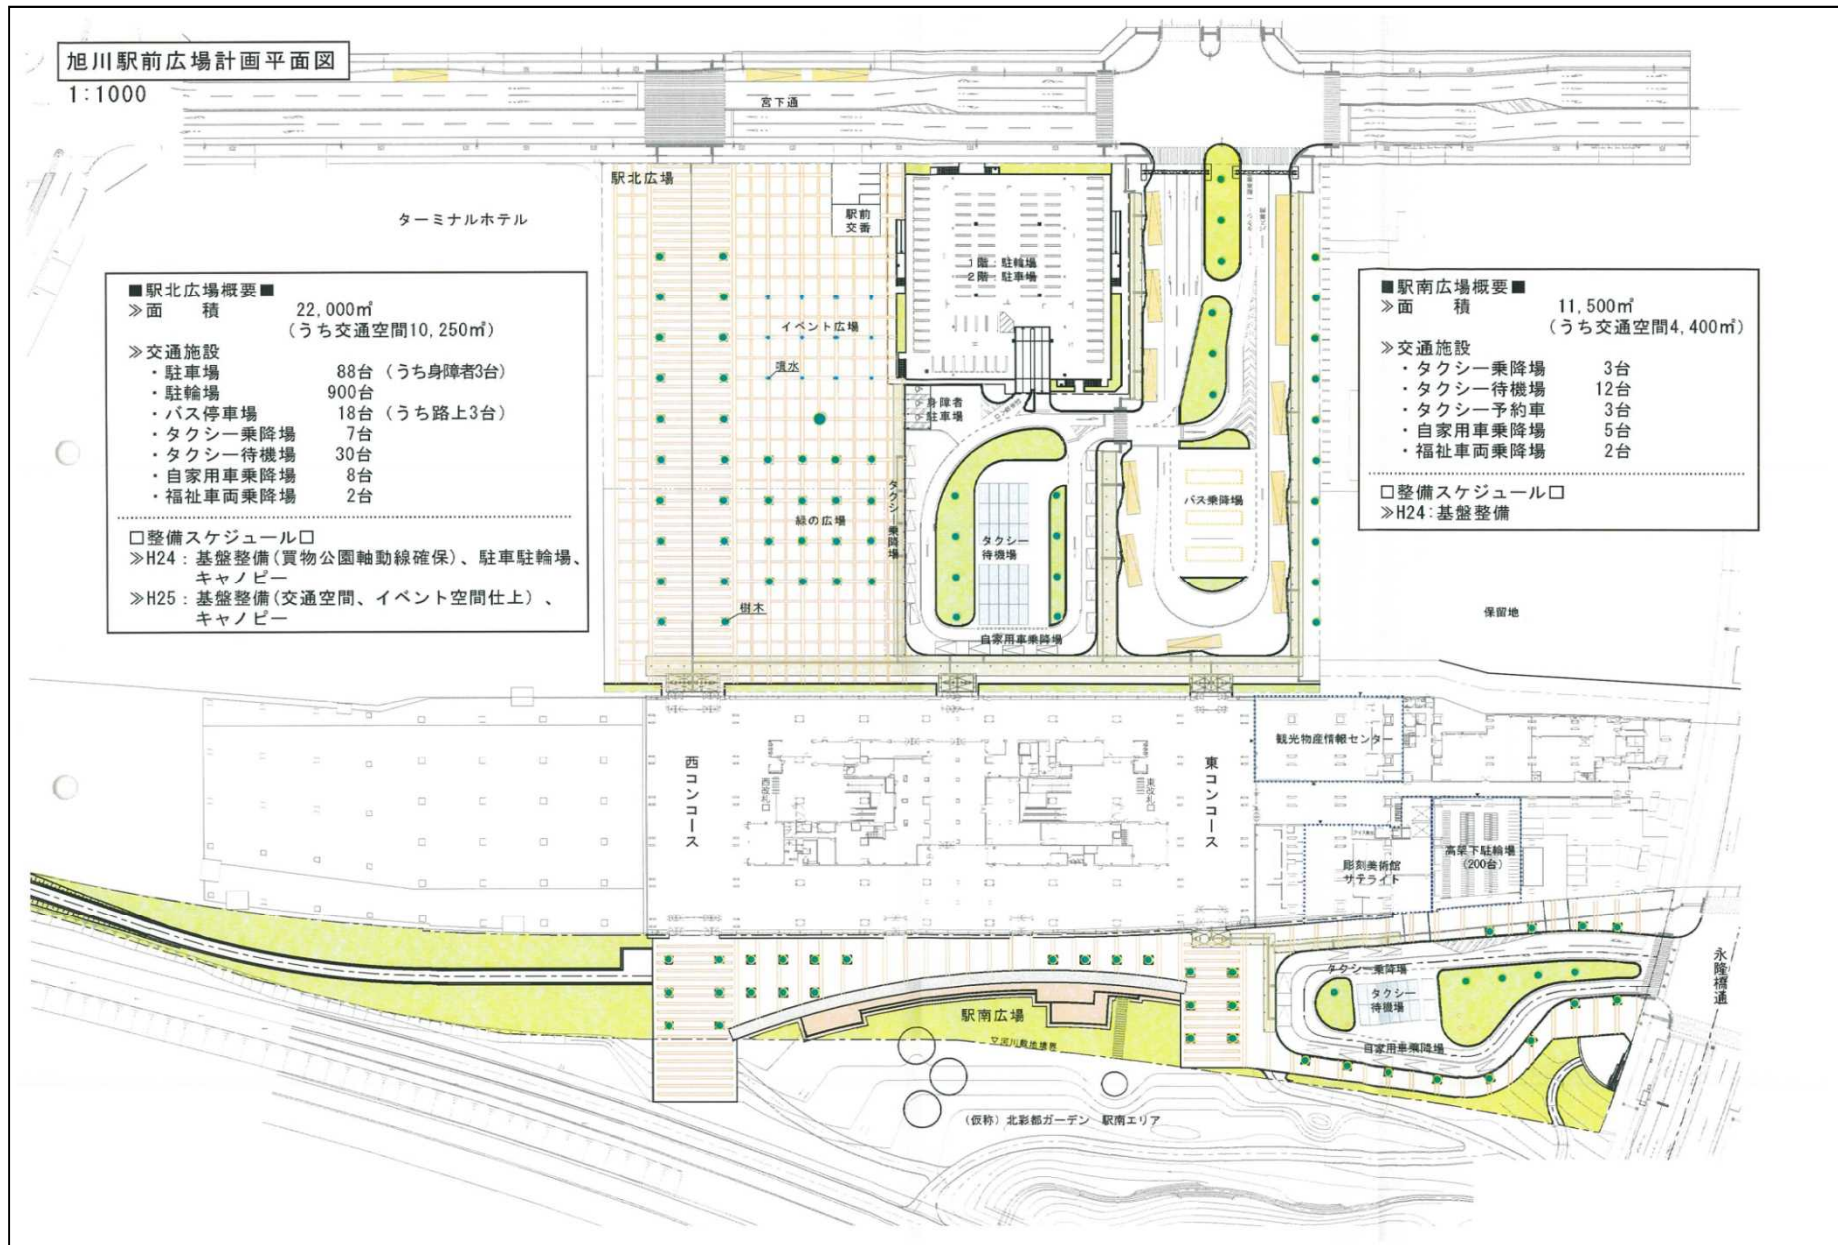 旭川駅前広場計画平面図
1:1000
宮下通
駅北広場
ターミナルホテル
駅前
交番
1階:駐輪場
2階:駐車場
■駅北広場概要■
≫面　積　22,000㎡
(うち交通空間10,250㎡)
≫交通施設
・駐車場　88台 (うち身障者3台)
・駐輪場　900台
・バス停車場　18台 (うち路上3台)
・タクシー乗降場　7台
・タクシー待機場　30台
・自家用車乗降場　8台
・福祉車両乗降場　2台
□整備スケジュール□
≫H24:基盤整備(買物公園軸動線確保)、駐車駐輪場、
キャノピー
≫H25:基盤整備(交通空間、イベント空間仕上)、
キャノピー
イベント広場
噴水
身障者
駐車場
緑の広場
タクシー乗降場
タクシー
待機場
バス乗降場
樹木
自家用車乗降場
■駅南広場概要■
≫面　積　11,500㎡
(うち交通空間4,400㎡)
≫交通施設
・タクシー乗降場　3台
・タクシー待機場　12台
・タクシー予約車　3台
・自家用車乗降場　5台
・福祉車両乗降場　2台
□整備スケジュール□
≫H24:基盤整備
保留地
西コンコース
西改札口
東改札口
東コンコース
観光物産情報センター
彫刻美術館
サテライト
高架下駐輪場
(200台)
永隆橋通
タクシー乗降場
タクシー
待機場
自家用車乗降場
駅南広場
(仮称) 北彩都ガーデン　駅南エリア